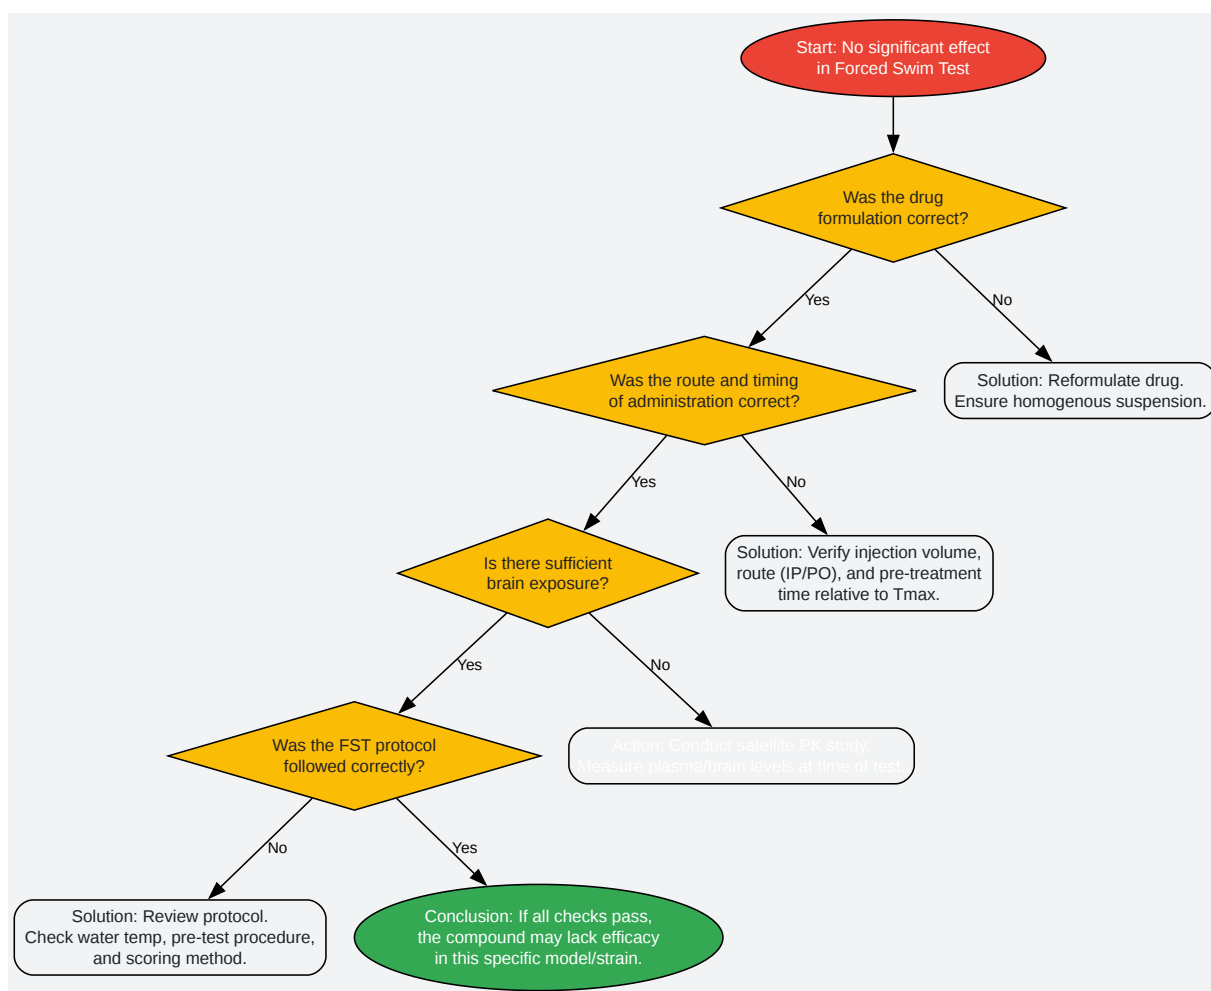 Start: No significant effect
in Forced Swim Test
Was the drug
formulation correct?
Yes
No
Was the route and timing
of administration correct?
Solution: Reformulate drug.
Ensure homogenous suspension.
Yes
No
Is there sufficient
brain exposure?
Solution: Verify injection volume,
route (IP/PO), and pre-treatment
time relative to Tmax.
Yes
No
Was the FST protocol
followed correctly?
Action: Conduct satellite PK study.
Measure plasma/brain levels at time of test.
No
Yes
Solution: Review protocol.
Check water temp, pre-test procedure,
and scoring method.
Conclusion: If all checks pass,
the compound may lack efficacy
in this specific model/strain.